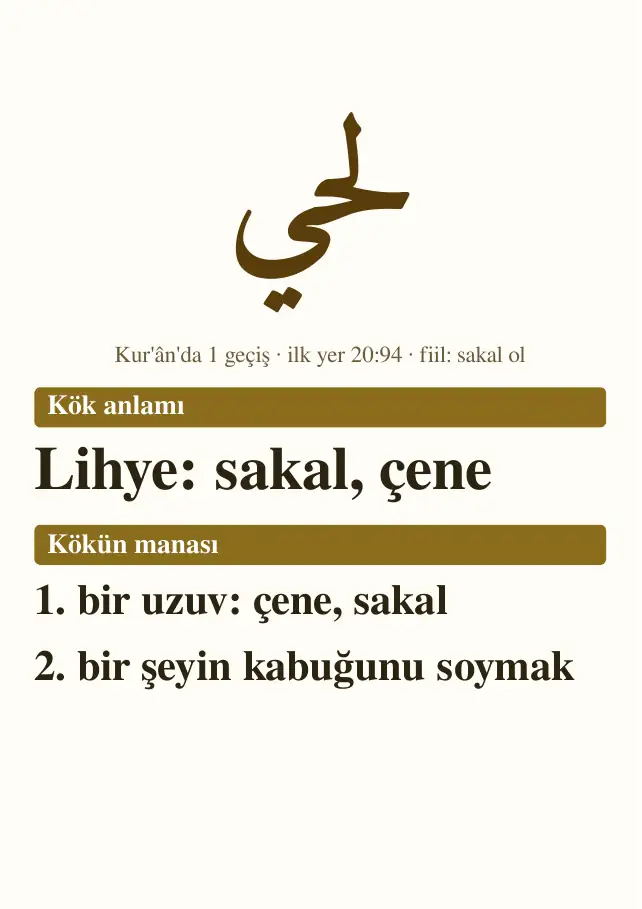 لحي
Kur'ân'da 1 geçiş · ilk yer 20:94 · fiil: sakal ol
Kök anlamı
Lihye: sakal, çene
Kökün manası
1. bir uzuv: çene, sakal
2. bir şeyin kabuğunu soymak